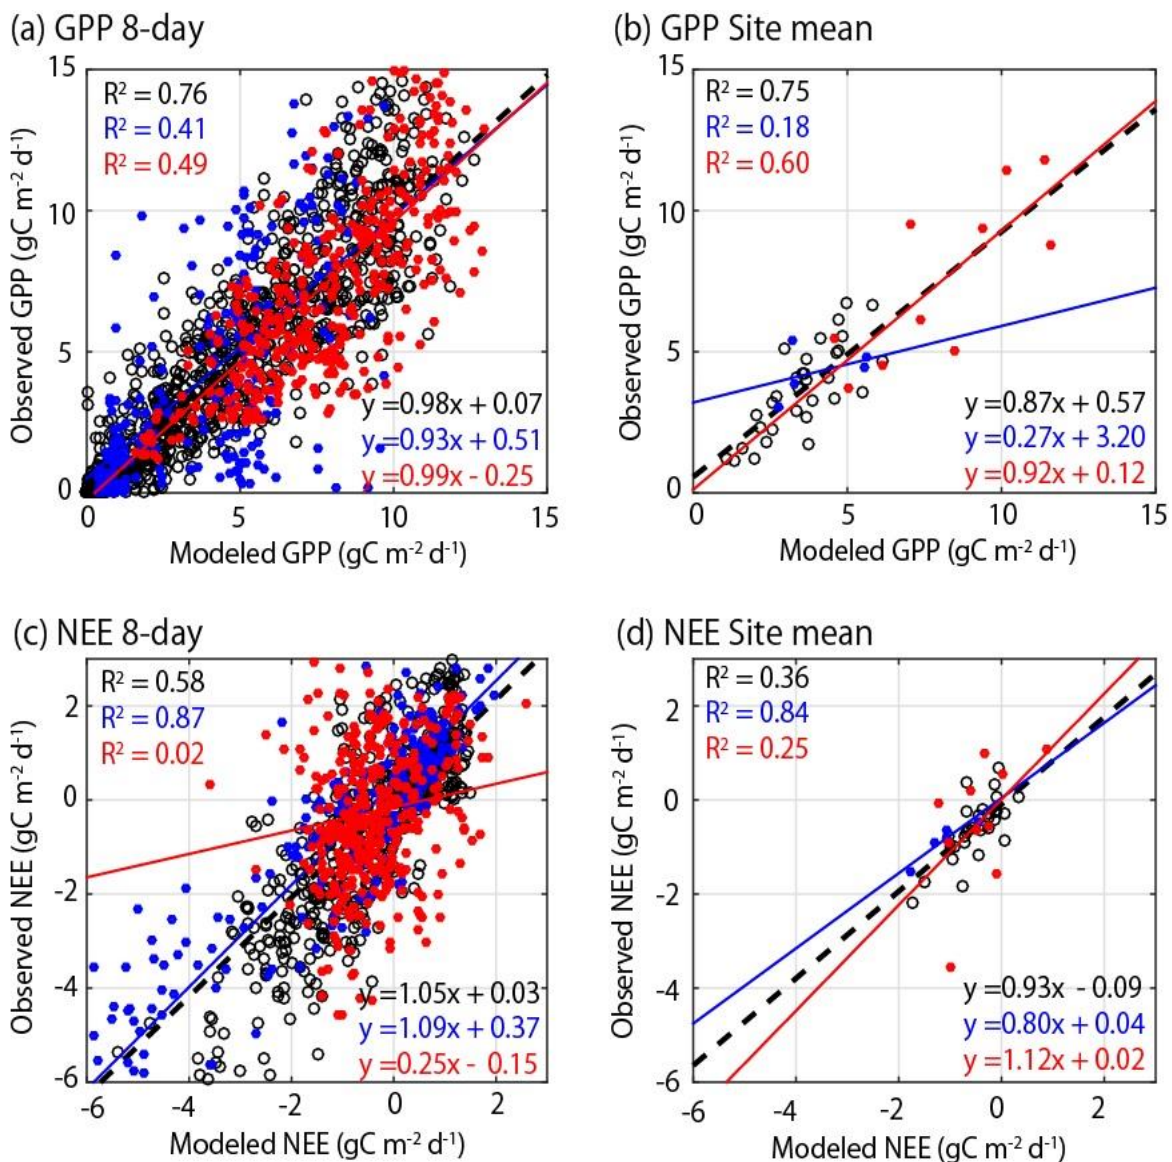 (a) GPP 8-day
15
R² = 0.76
R² = 0.41
R² = 0.49
10
5
0
y =0.98x + 0.07
y =0.93x + 0.51
y =0.99x - 0.25
0 5 10 15
Observed GPP (gC m⁻² d⁻¹)
Modeled GPP (gC m⁻² d⁻¹)
(b) GPP Site mean
15
R² = 0.75
R² = 0.18
R² = 0.60
10
5
0
y =0.87x + 0.57
y =0.27x + 3.20
y =0.92x + 0.12
0 5 10 15
Observed GPP (gC m⁻² d⁻¹)
Modeled GPP (gC m⁻² d⁻¹)
(c) NEE 8-day
R² = 0.58
R² = 0.87
R² = 0.02
2
0
-2
-4
-6
y =1.05x + 0.03
y =1.09x + 0.37
y =0.25x - 0.15
-6 -4 -2 0 2
Observed NEE (gC m⁻² d⁻¹)
Modeled NEE (gC m⁻² d⁻¹)
(d) NEE Site mean
R² = 0.36
R² = 0.84
R² = 0.25
2
0
-2
-4
-6
y =0.93x - 0.09
y =0.80x + 0.04
y =1.12x + 0.02
-6 -4 -2 0 2
Observed NEE (gC m⁻² d⁻¹)
Modeled NEE (gC m⁻² d⁻¹)